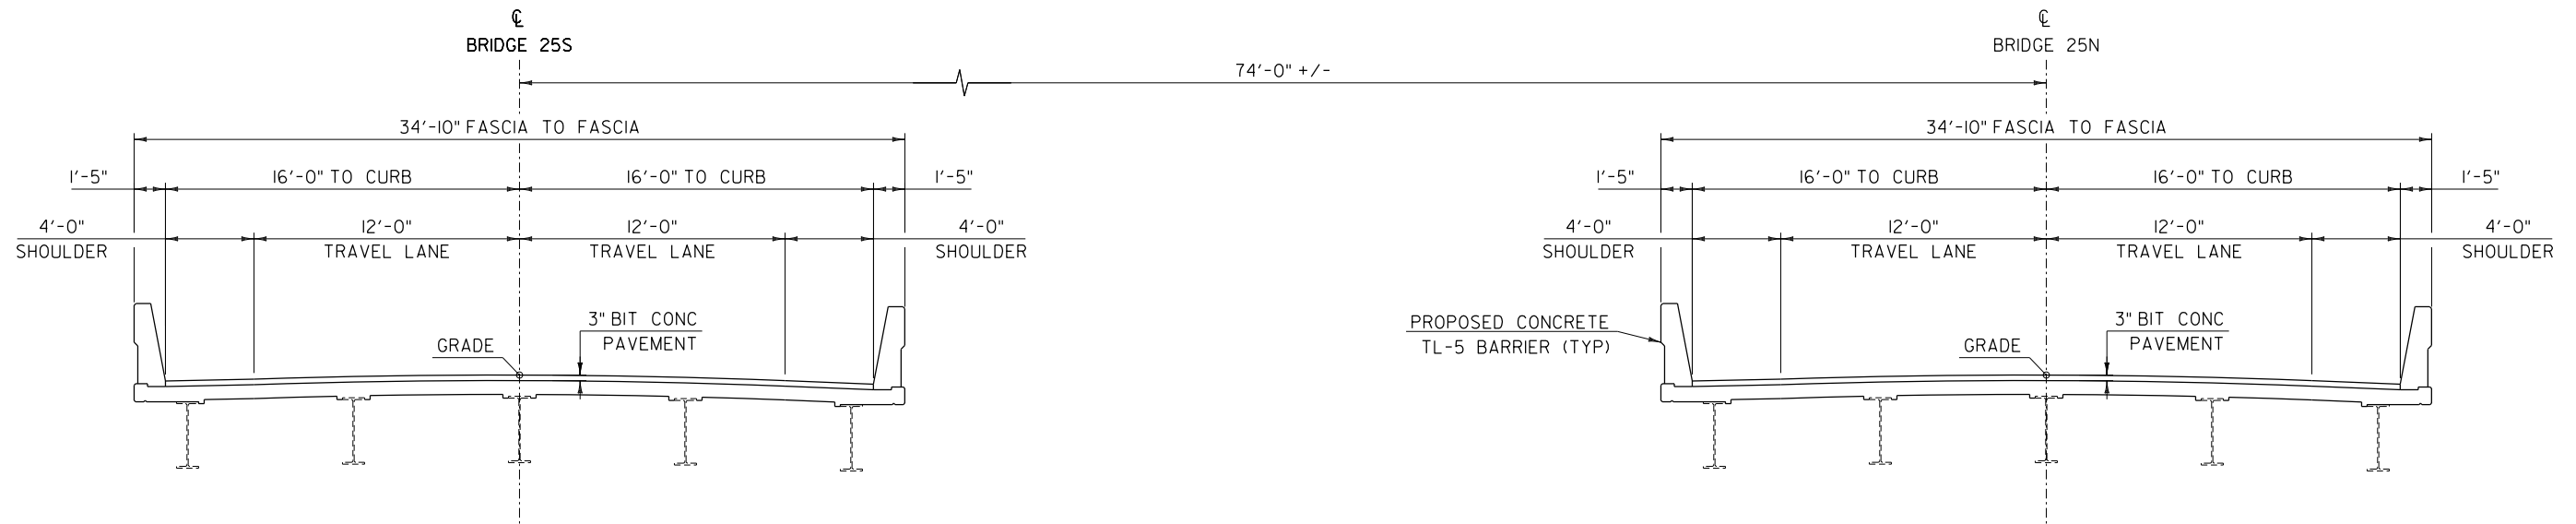 ℄
BRIDGE 25S
℄
BRIDGE 25N
74'-0" +/-
34'-10" FASCIA TO FASCIA
34'-10" FASCIA TO FASCIA
1'-5"
16'-0" TO CURB
16'-0" TO CURB
1'-5"
1'-5"
16'-0" TO CURB
16'-0" TO CURB
1'-5"
4'-0"
SHOULDER
12'-0"
TRAVEL LANE
12'-0"
TRAVEL LANE
4'-0"
SHOULDER
4'-0"
SHOULDER
12'-0"
TRAVEL LANE
12'-0"
TRAVEL LANE
4'-0"
SHOULDER
GRADE
3" BIT CONC
PAVEMENT
PROPOSED CONCRETE
TL-5 BARRIER (TYP)
GRADE
3" BIT CONC
PAVEMENT